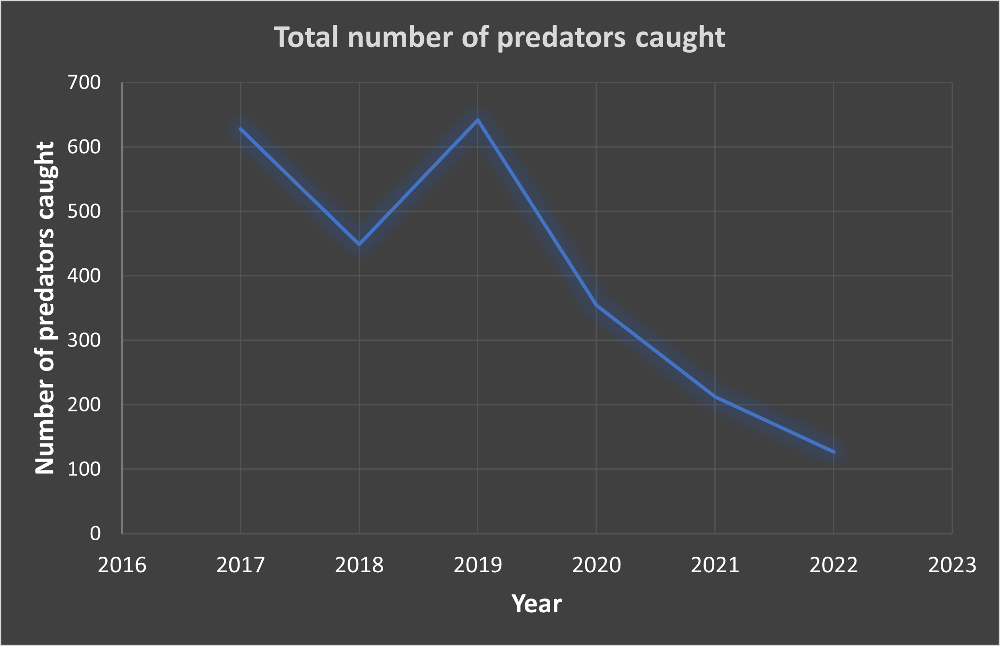 Total number of predators caught
Number of predators caught
700
600
500
400
300
200
100
0
2016 2017 2018 2019 2020 2021 2022 2023
Year